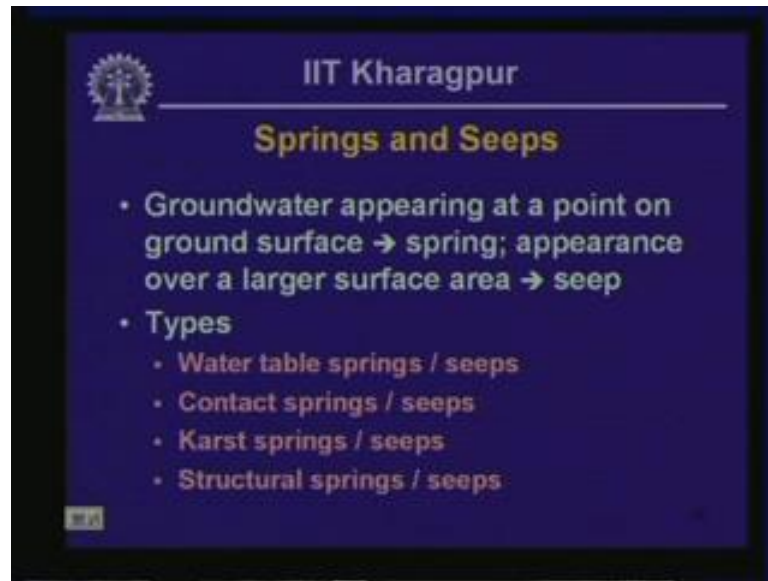 IIT Kharagpur
Springs and Seeps
• Groundwater appearing at a point on
ground surface → spring; appearance
over a larger surface area → seep
• Types
• Water table springs / seeps
• Contact springs / seeps
• Karst springs / seeps
• Structural springs / seeps